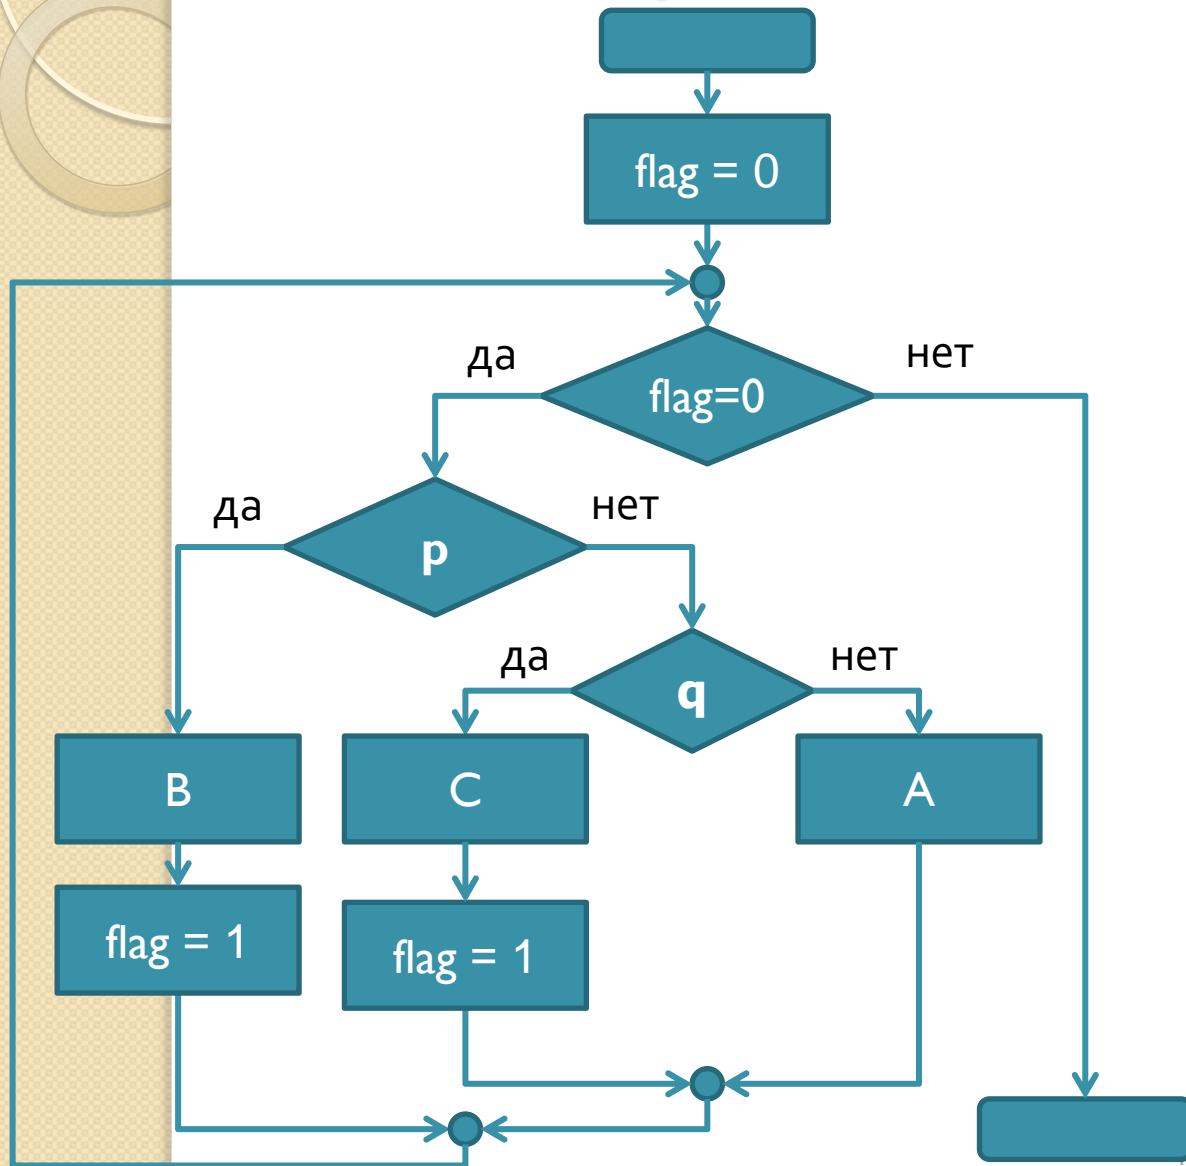 flag = 0
да
flag=0
нет
да
p
нет
да
q
нет
B
C
A
flag = 1
flag = 1